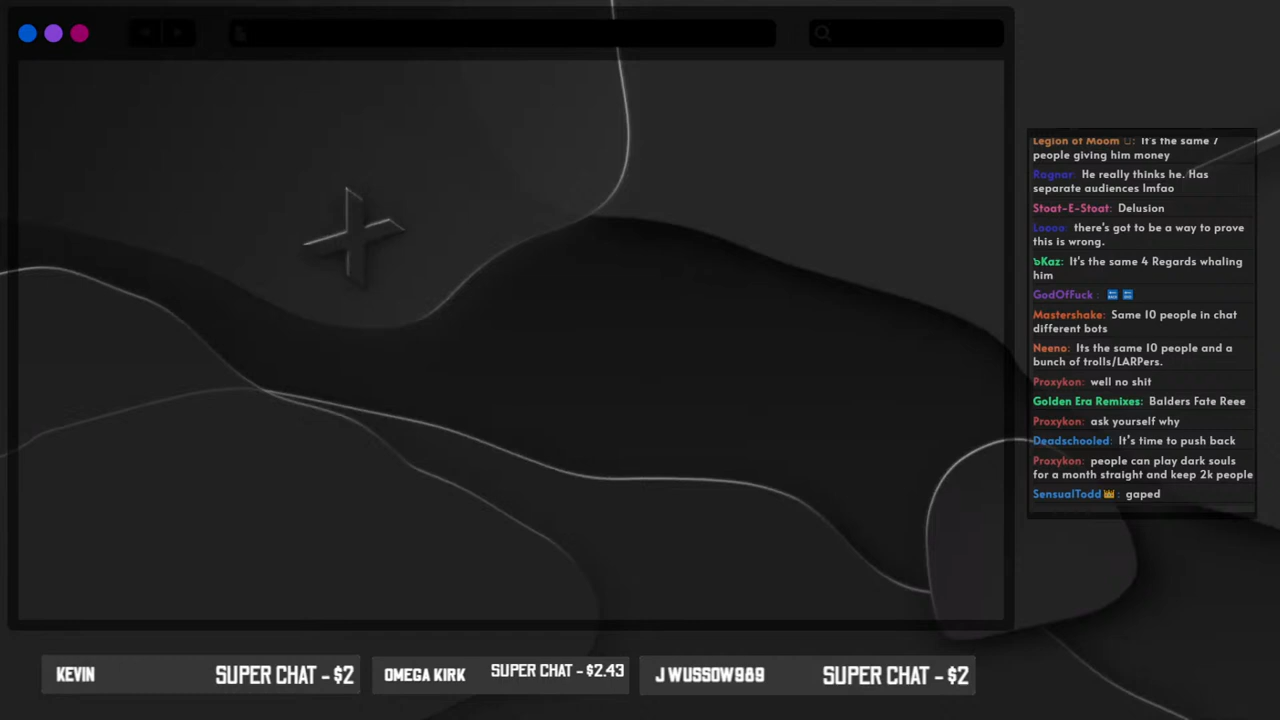 Legion of Moom : It's the same 7
people giving him money
Ragnar: He really thinks he. Has
separate audiences lmfao
Stoat-E-Stoat: Delusion
Loooo: there's got to be a way to prove
this is wrong.
ъKaz: It's the same 4 Regards whaling
him
GodOfFuck :
Mastershake: Same 10 people in chat
different bots
Neeno: Its the same 10 people and a
bunch of trolls/LARPers.
Proxykon: well no shit
Golden Era Remixes: Balders Fate Reee
Proxykon: ask yourself why
Deadschooled: It's time to push back
Proxykon: people can play dark souls
for a month straight and keep 2k people
SensualTodd : gaped
KEVIN SUPER CHAT - $2
OMEGA KIRK SUPER CHAT - $2.43
J WUSSOW989 SUPER CHAT - $2